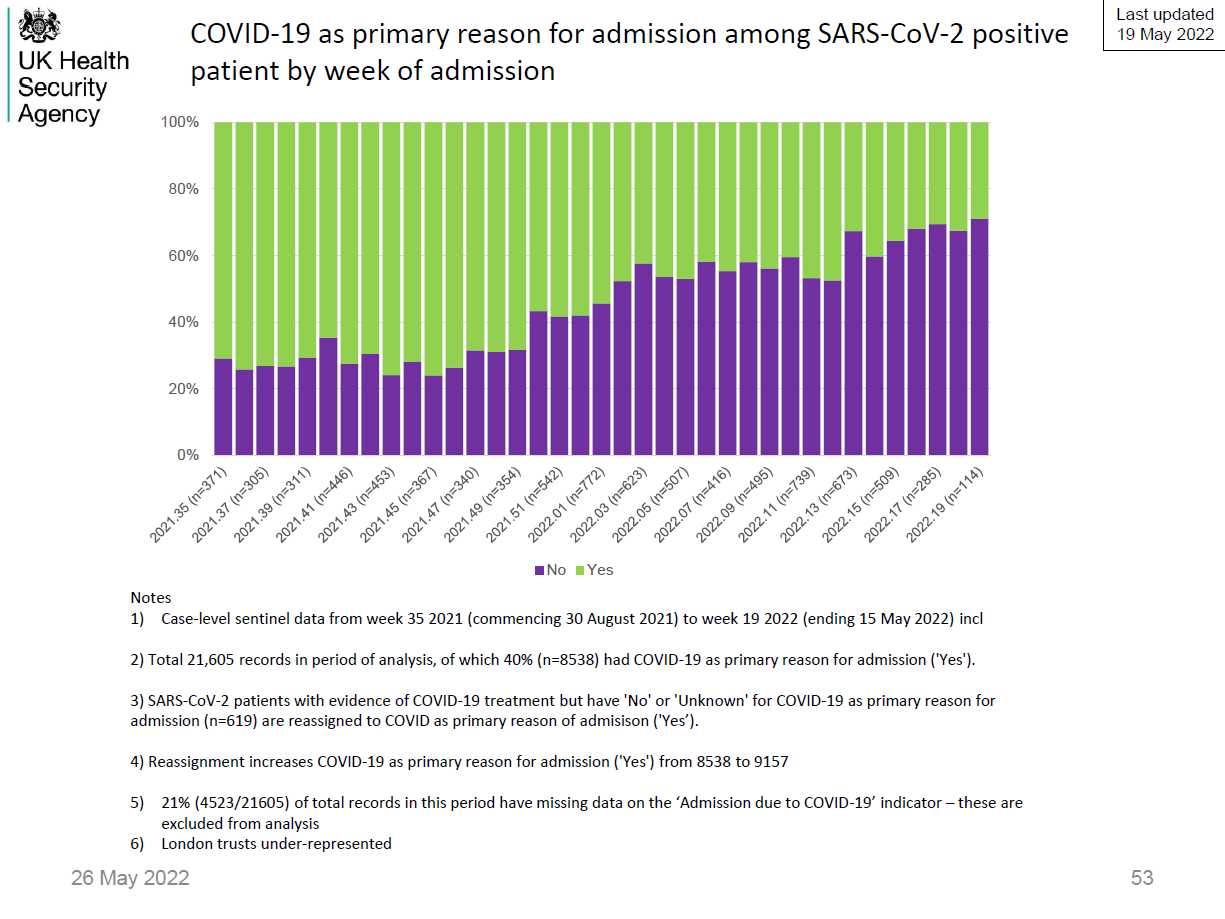 UK Health
Security
Agency
COVID-19 as primary reason for admission among SARS-CoV-2 positive
patient by week of admission
Last updated
19 May 2022
100%
80%
60%
40%
20%
0%
2021.35 (n=371)
2021.37 (n=305)
2021.39 (n=311)
2021.41 (n=446)
2021.43 (n=453)
2021.45 (n=367)
2021.47 (n=340)
2021.49 (n=354)
2021.51 (n=542)
2022.01 (n=772)
2022.03 (n=623)
2022.05 (n=507)
2022.07 (n=416)
2022.09 (n=495)
2022.11 (n=739)
2022.13 (n=673)
2022.15 (n=509)
2022.17 (n=285)
2022.19 (n=114)
No Yes
Notes
1) Case-level sentinel data from week 35 2021 (commencing 30 August 2021) to week 19 2022 (ending 15 May 2022) incl
2) Total 21,605 records in period of analysis, of which 40% (n=8538) had COVID-19 as primary reason for admission ('Yes').
3) SARS-CoV-2 patients with evidence of COVID-19 treatment but have 'No' or 'Unknown' for COVID-19 as primary reason for
admission (n=619) are reassigned to COVID as primary reason of admisison ('Yes’).
4) Reassignment increases COVID-19 as primary reason for admission ('Yes') from 8538 to 9157
5) 21% (4523/21605) of total records in this period have missing data on the ‘Admission due to COVID-19’ indicator – these are
excluded from analysis
6) London trusts under-represented
26 May 2022
53